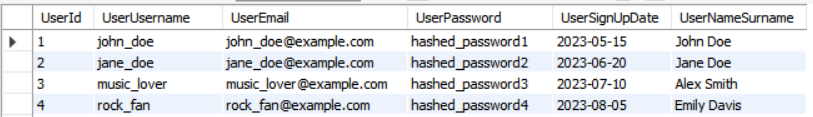 UserId UserUsername UserEmail UserPassword UserSignUpDate UserNameSurname
1 john_doe john_doe@example.com hashed_password1 2023-05-15 John Doe
2 jane_doe jane_doe@example.com hashed_password2 2023-06-20 Jane Doe
3 music_lover music_lover@example.com hashed_password3 2023-07-10 Alex Smith
4 rock_fan rock_fan@example.com hashed_password4 2023-08-05 Emily Davis